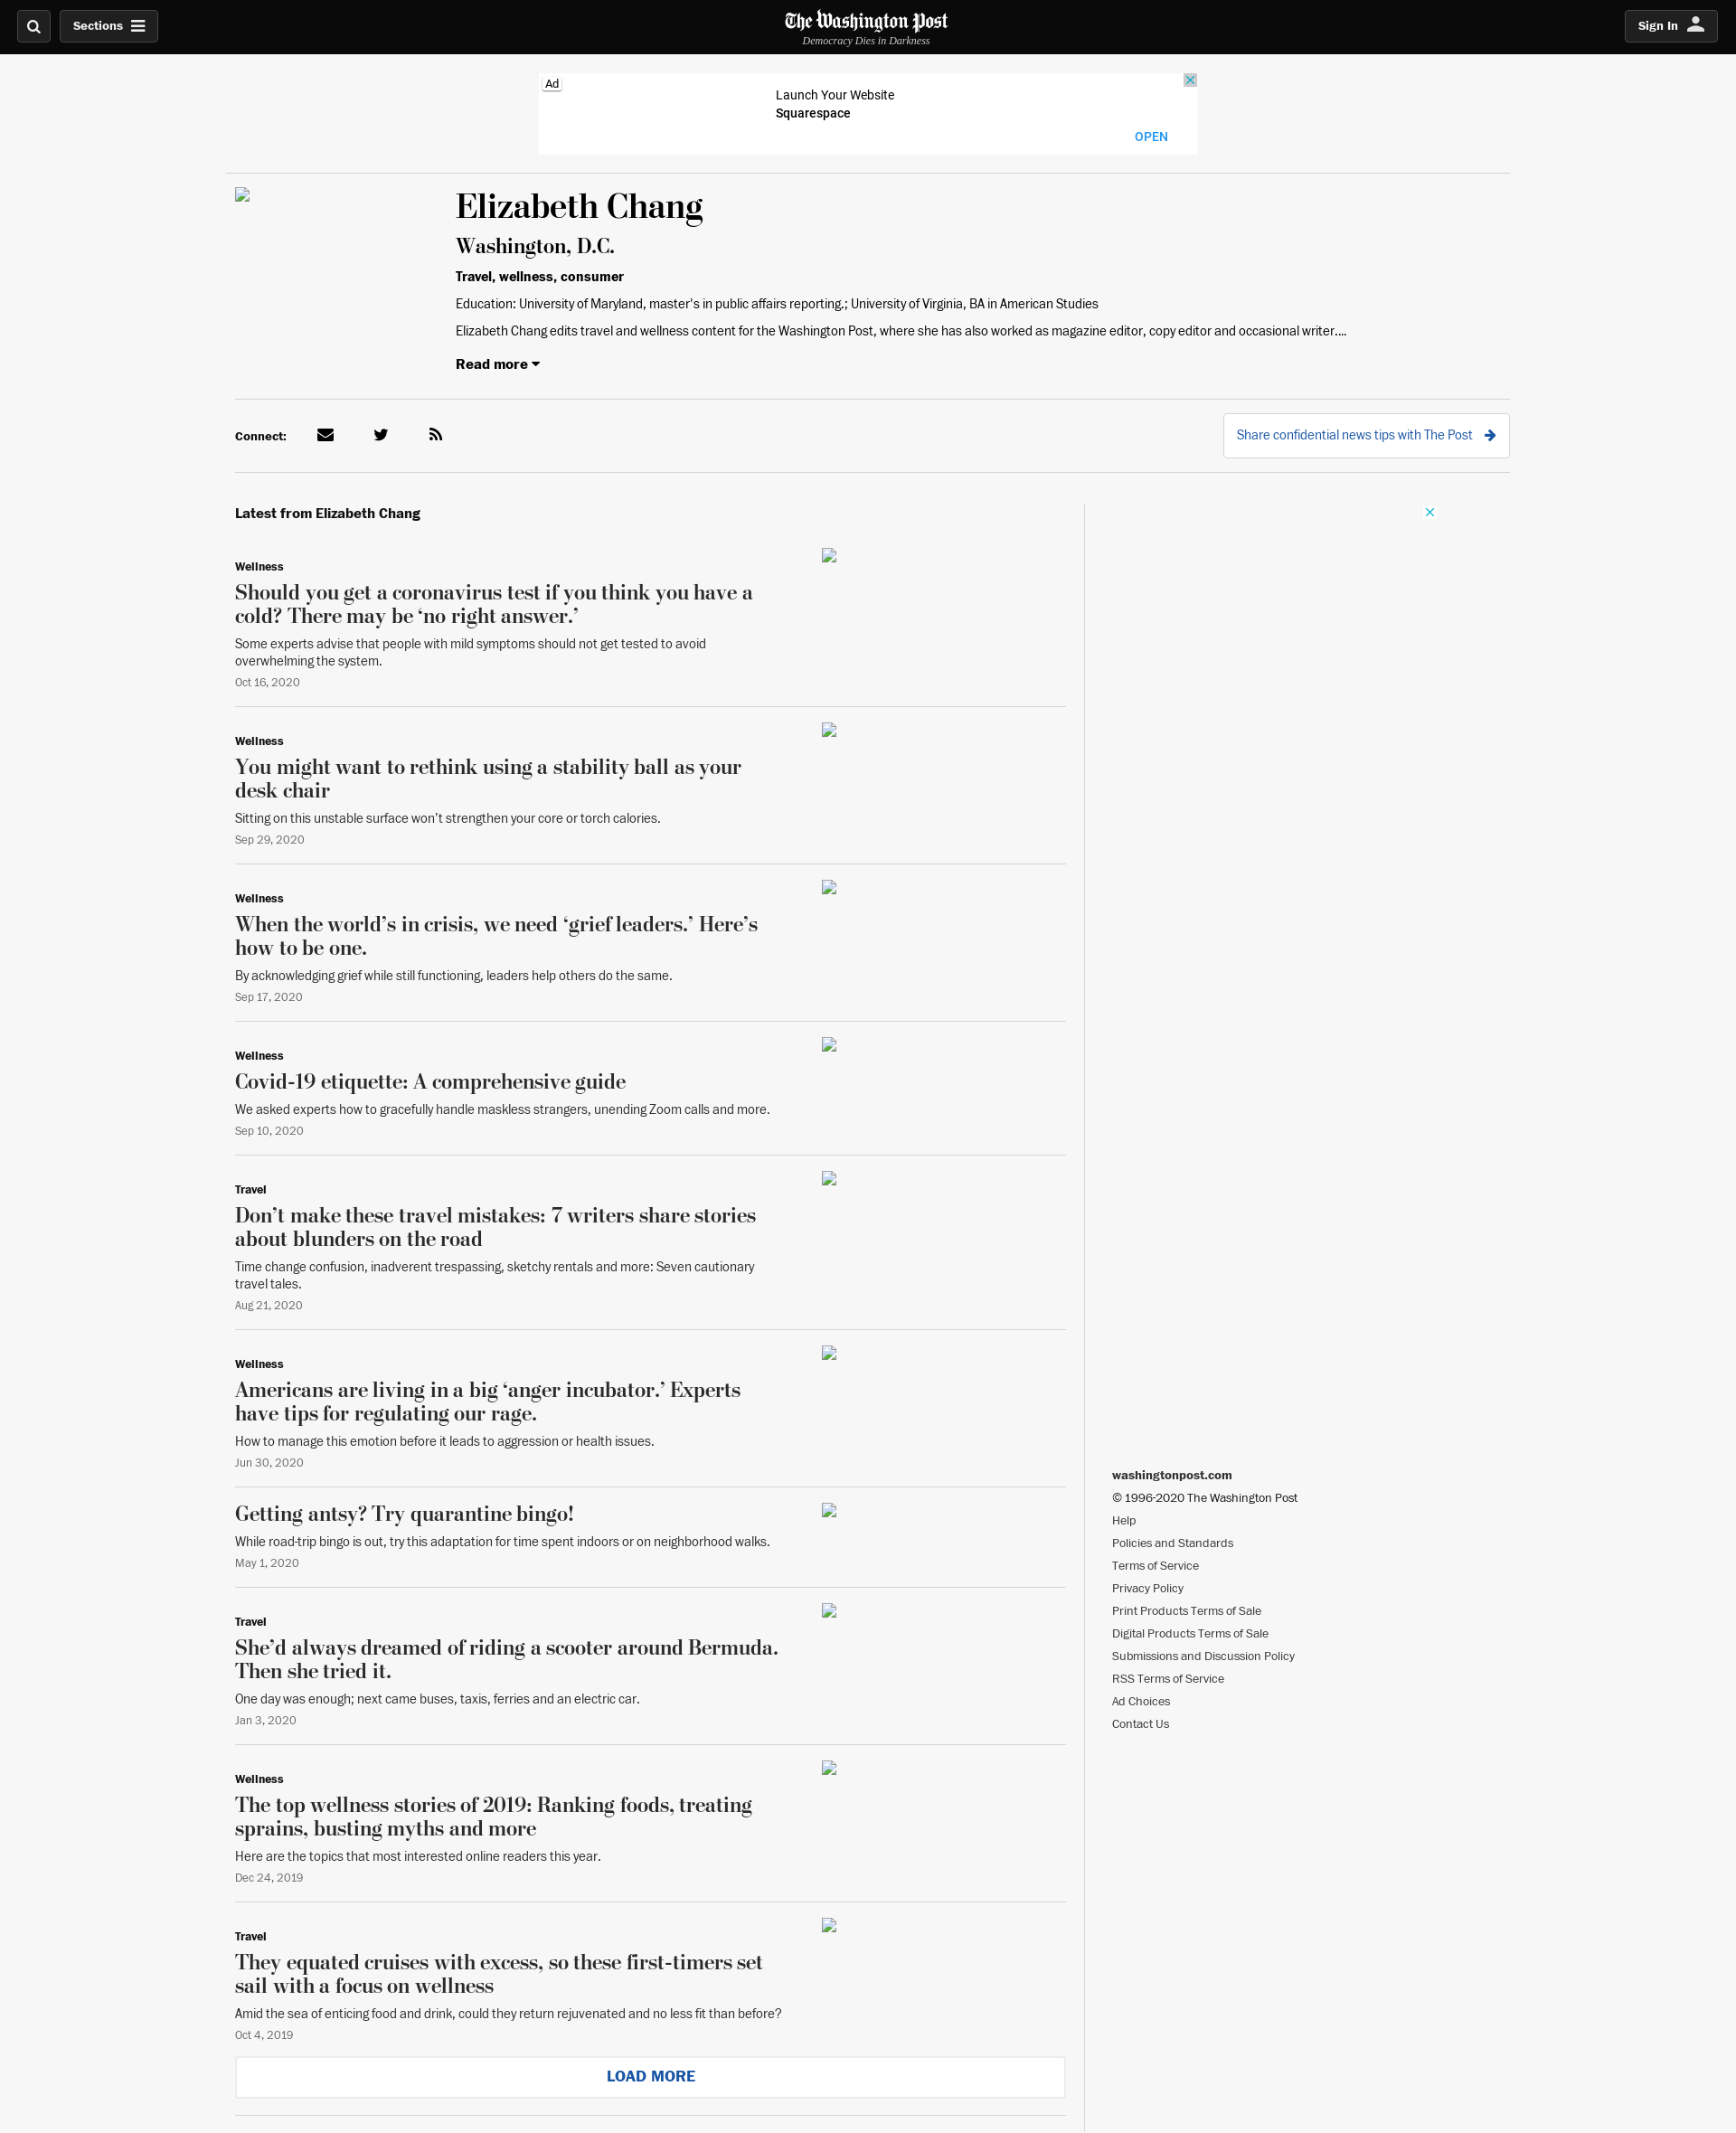 Sections
The Washington Post
Democracy Dies in Darkness
Sign In
Ad
Launch Your Website
Squarespace
OPEN
Elizabeth Chang
Washington, D.C.
Travel, wellness, consumer
Education: University of Maryland, master's in public affairs reporting.; University of Virginia, BA in American Studies
Elizabeth Chang edits travel and wellness content for the Washington Post, where she has also worked as magazine editor, copy editor and occasional writer....
Read more
Connect:
Share confidential news tips with The Post
Latest from Elizabeth Chang
Wellness
Should you get a coronavirus test if you think you have a
cold? There may be ‘no right answer.’
Some experts advise that people with mild symptoms should not get tested to avoid
overwhelming the system.
Oct 16, 2020
Wellness
You might want to rethink using a stability ball as your
desk chair
Sitting on this unstable surface won’t strengthen your core or torch calories.
Sep 29, 2020
Wellness
When the world’s in crisis, we need ‘grief leaders.’ Here’s
how to be one.
By acknowledging grief while still functioning, leaders help others do the same.
Sep 17, 2020
Wellness
Covid-19 etiquette: A comprehensive guide
We asked experts how to gracefully handle maskless strangers, unending Zoom calls and more.
Sep 10, 2020
Travel
Don’t make these travel mistakes: 7 writers share stories
about blunders on the road
Time change confusion, inadverent trespassing, sketchy rentals and more: Seven cautionary
travel tales.
Aug 21, 2020
Wellness
Americans are living in a big ‘anger incubator.’ Experts
have tips for regulating our rage.
How to manage this emotion before it leads to aggression or health issues.
Jun 30, 2020
Getting antsy? Try quarantine bingo!
While road-trip bingo is out, try this adaptation for time spent indoors or on neighborhood walks.
May 1, 2020
Travel
She’d always dreamed of riding a scooter around Bermuda.
Then she tried it.
One day was enough; next came buses, taxis, ferries and an electric car.
Jan 3, 2020
Wellness
The top wellness stories of 2019: Ranking foods, treating
sprains, busting myths and more
Here are the topics that most interested online readers this year.
Dec 24, 2019
Travel
They equated cruises with excess, so these first-timers set
sail with a focus on wellness
Amid the sea of enticing food and drink, could they return rejuvenated and no less fit than before?
Oct 4, 2019
LOAD MORE
washingtonpost.com
© 1996-2020 The Washington Post
Help
Policies and Standards
Terms of Service
Privacy Policy
Print Products Terms of Sale
Digital Products Terms of Sale
Submissions and Discussion Policy
RSS Terms of Service
Ad Choices
Contact Us